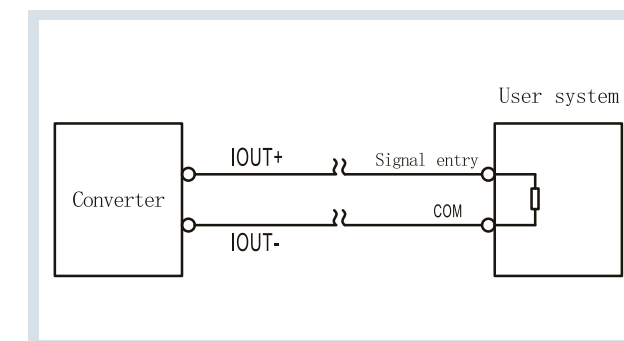 User system
IOUT+
Signal entry
Converter
COM
IOUT-